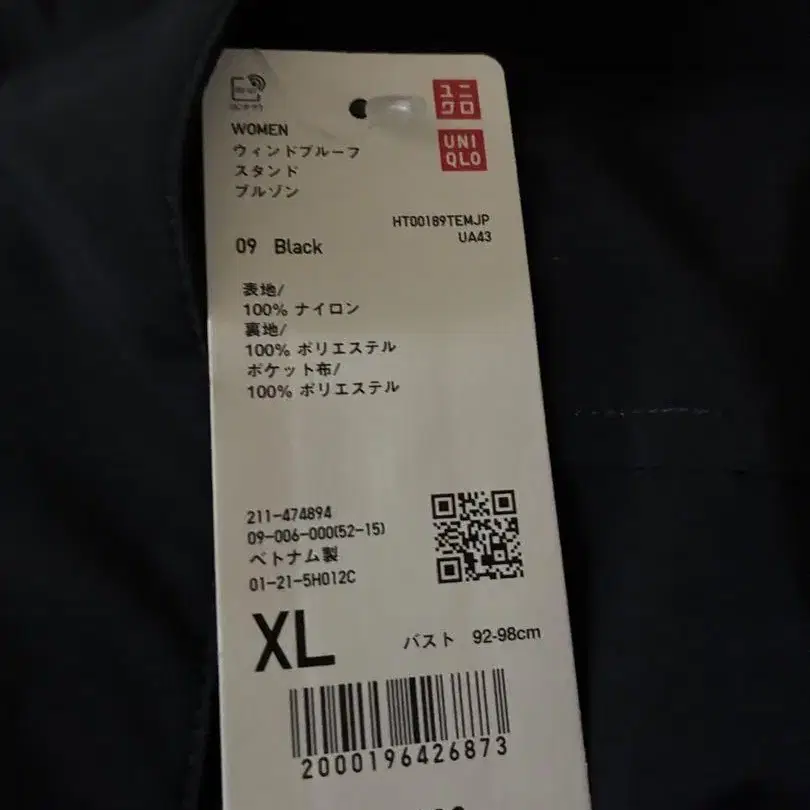 WOMEN
ウィンドプルーフ
スタンド
ブルゾン
ユニ
クロ
UNI
QLO
HT00189TEMJP
UA43
09 Black
表地/
100% ナイロン
裏地/
100% ポリエステル
ポケット布/
100% ポリエステル
211-474894
09-006-000(52-15)
ベトナム製
01-21-5H012C
XL
バスト 92-98cm
2000196426873